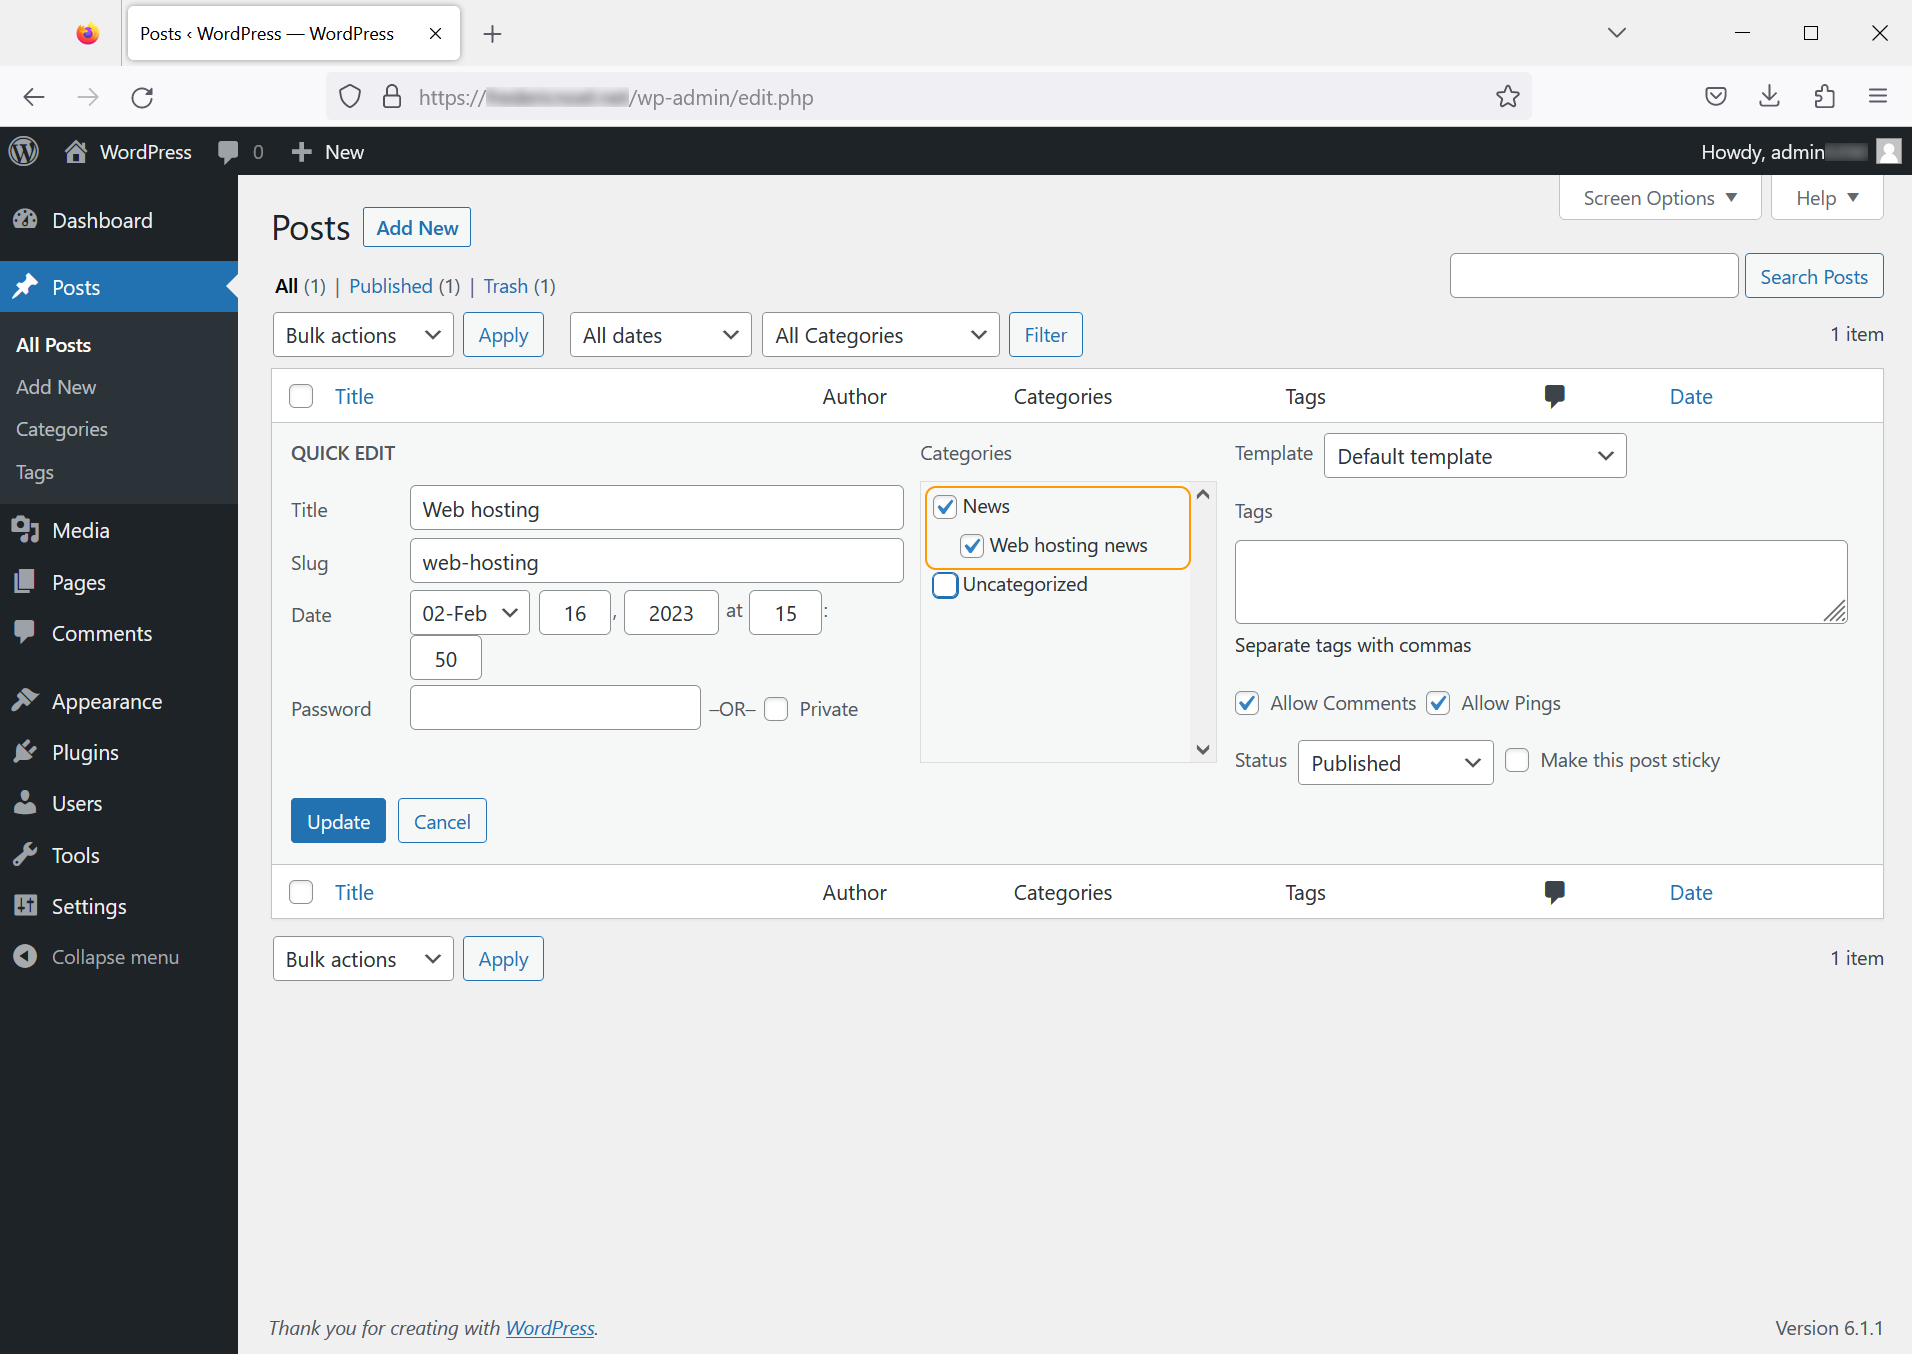 Posts ‹ WordPress — WordPress
https:// /wp-admin/edit.php
WordPress 0 New Howdy, admin
Screen Options Help
Dashboard
Posts
All Posts
Add New
Categories
Tags
Media
Pages
Comments
Appearance
Plugins
Users
Tools
Settings
Collapse menu
Posts Add New
All (1) | Published (1) | Trash (1)
Search Posts
Bulk actions Apply All dates All Categories Filter 1 item
Title Author Categories Tags Date
QUICK EDIT
Title Web hosting
Slug web-hosting
Date 02-Feb 16 , 2023 at 15 :
50
Password –OR– Private
Categories
News
Web hosting news
Uncategorized
Template Default template
Tags
Separate tags with commas
Allow Comments Allow Pings
Status Published Make this post sticky
Update Cancel
Title Author Categories Tags Date
Bulk actions Apply 1 item
Thank you for creating with WordPress. Version 6.1.1